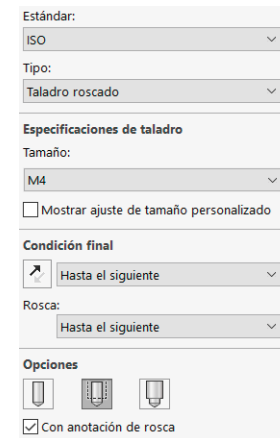 Estándar:
ISO
Tipo:
Taladro roscado
Especificaciones de taladro
Tamaño:
M4
Mostrar ajuste de tamaño personalizado
Condición final
Hasta el siguiente
Rosca:
Hasta el siguiente
Opciones
Con anotación de rosca